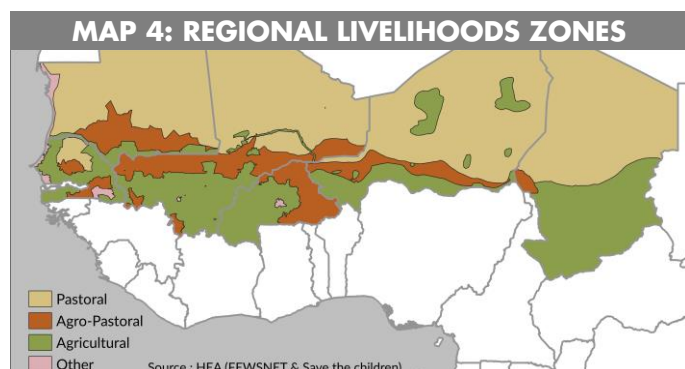 MAP 4: REGIONAL LIVELIHOODS ZONES
Pastoral
Agro-Pastoral
Agricultural
Other
Source : HEA (FEWSNET & Save the children)